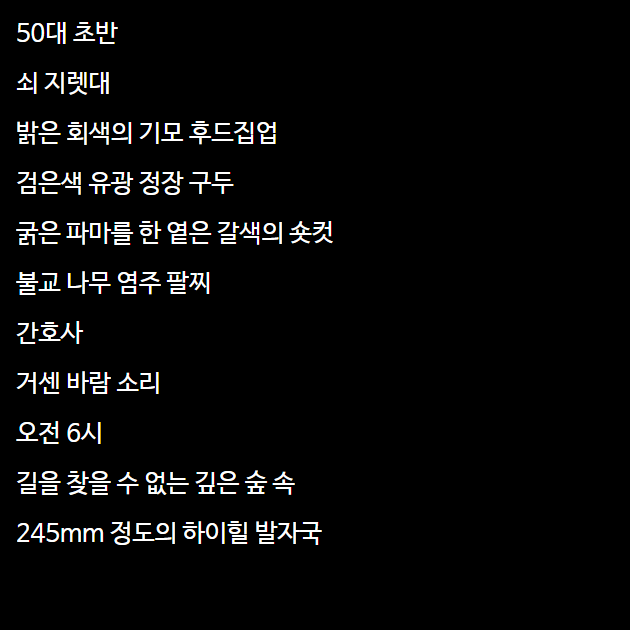 50대 초반
쇠 지렛대
밝은 회색의 기모 후드집업
검은색 유광 정장 구두
굵은 파마를 한 옅은 갈색의 숏컷
불교 나무 염주 팔찌
간호사
거센 바람 소리
오전 6시
길을 찾을 수 없는 깊은 숲 속
245mm 정도의 하이힐 발자국